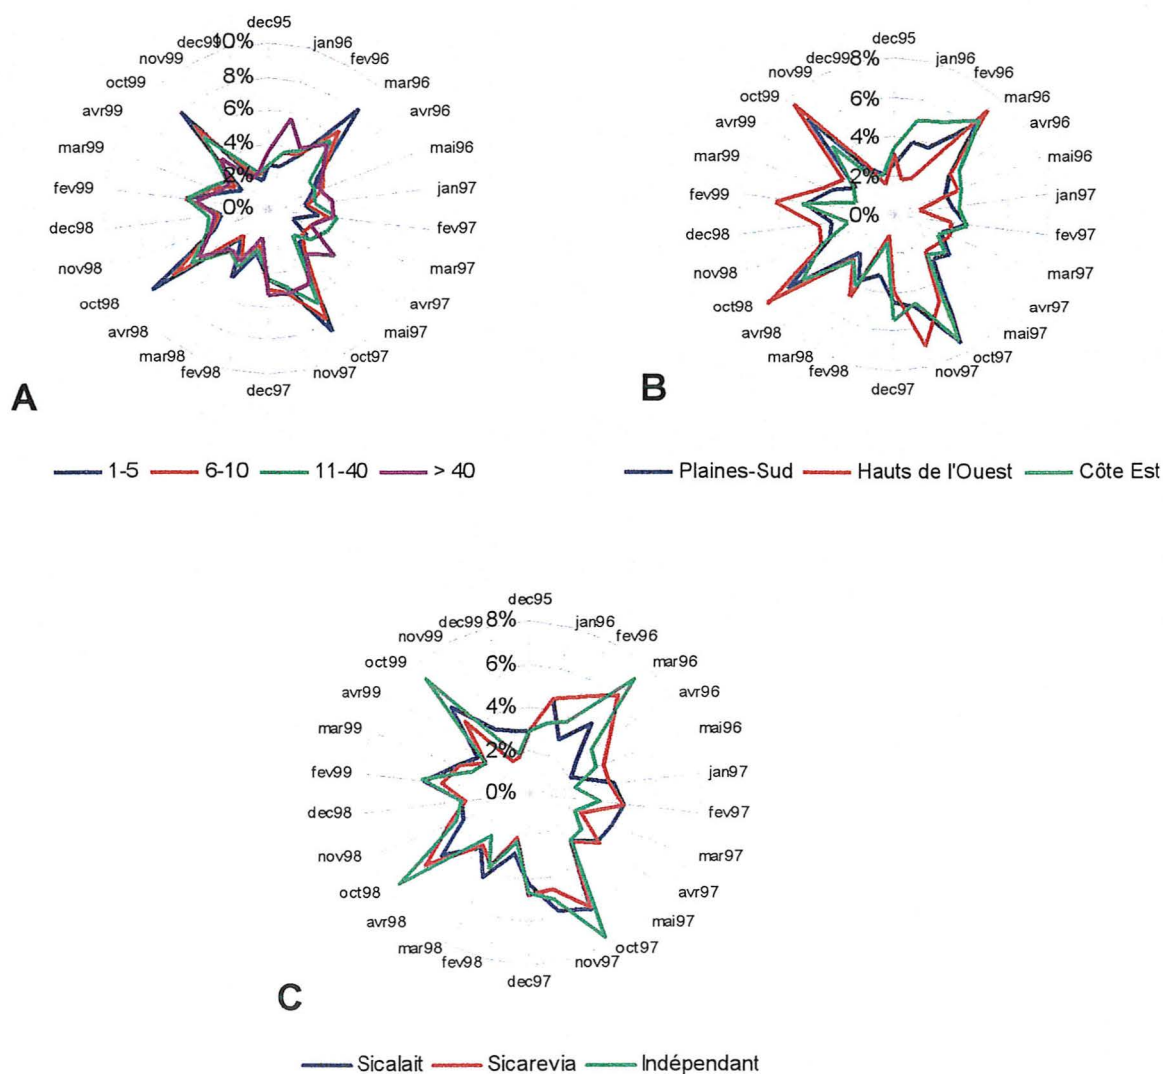 dec95
jan96
fev96
mar96
avr96
mai96
jan97
fev97
mar97
avr97
mai97
oct97
nov97
dec97
fev98
mar98
avr98
oct98
nov98
dec98
fev99
mar99
avr99
oct99
nov99
dec99
10%
8%
6%
4%
2%
0%
A
1-5 6-10 11-40 > 40
dec95
jan96
fev96
mar96
avr96
mai96
jan97
fev97
mar97
avr97
mai97
oct97
nov97
dec97
fev98
mar98
avr98
oct98
nov98
dec98
fev99
mar99
avr99
oct99
nov99
dec99
8%
6%
4%
2%
0%
B
Plaines-Sud Hauts de l'Ouest Côte Est
dec95
jan96
fev96
mar96
avr96
mai96
jan97
fev97
mar97
avr97
mai97
oct97
nov97
dec97
fev98
mar98
avr98
oct98
nov98
dec98
fev99
mar99
avr99
oct99
nov99
dec99
8%
6%
4%
2%
0%
C
Sicalait Sicarevia Indépendant